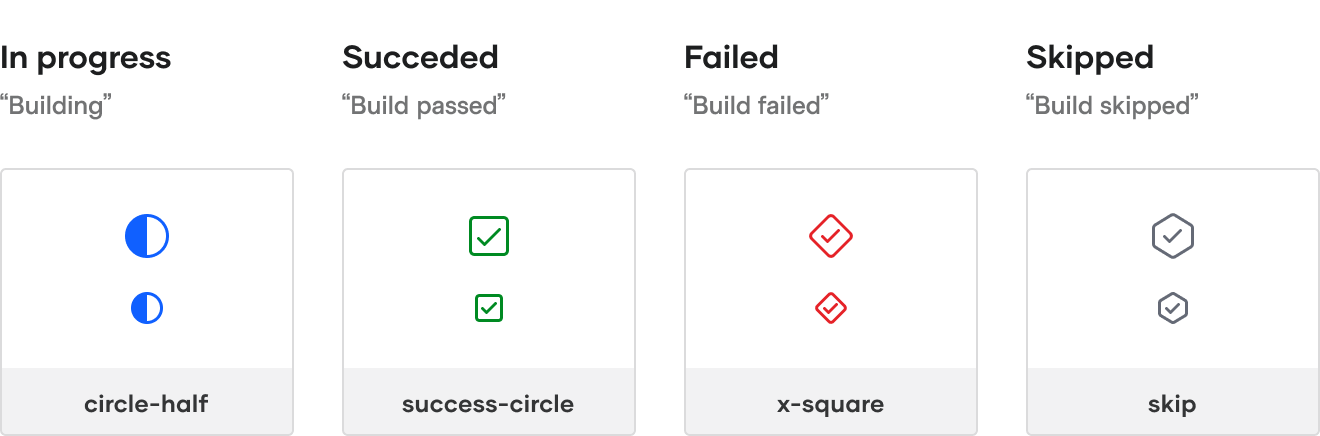 In progress
“Building”
circle-half
Succeded
“Build passed”
success-circle
Failed
“Build failed”
x-square
Skipped
“Build skipped”
skip